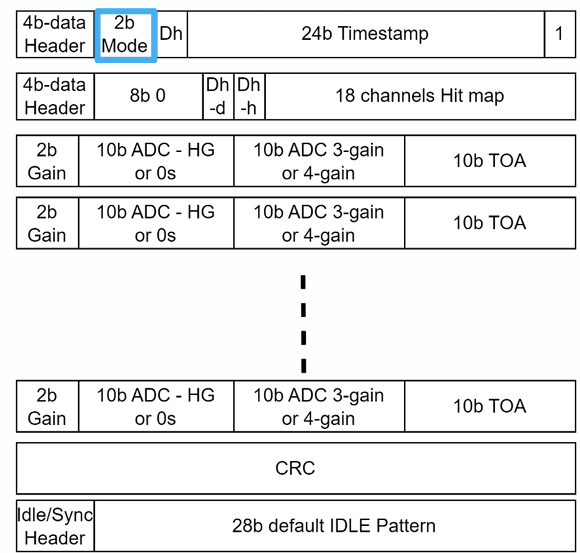 4b-data Header 2b Mode Dh 24b Timestamp 1
4b-data Header 8b 0 Dh -d Dh -h 18 channels Hit map
2b Gain 10b ADC - HG or 0s 10b ADC 3-gain or 4-gain 10b TOA
2b Gain 10b ADC - HG or 0s 10b ADC 3-gain or 4-gain 10b TOA
2b Gain 10b ADC - HG or 0s 10b ADC 3-gain or 4-gain 10b TOA
CRC
Idle/Sync Header 28b default IDLE Pattern